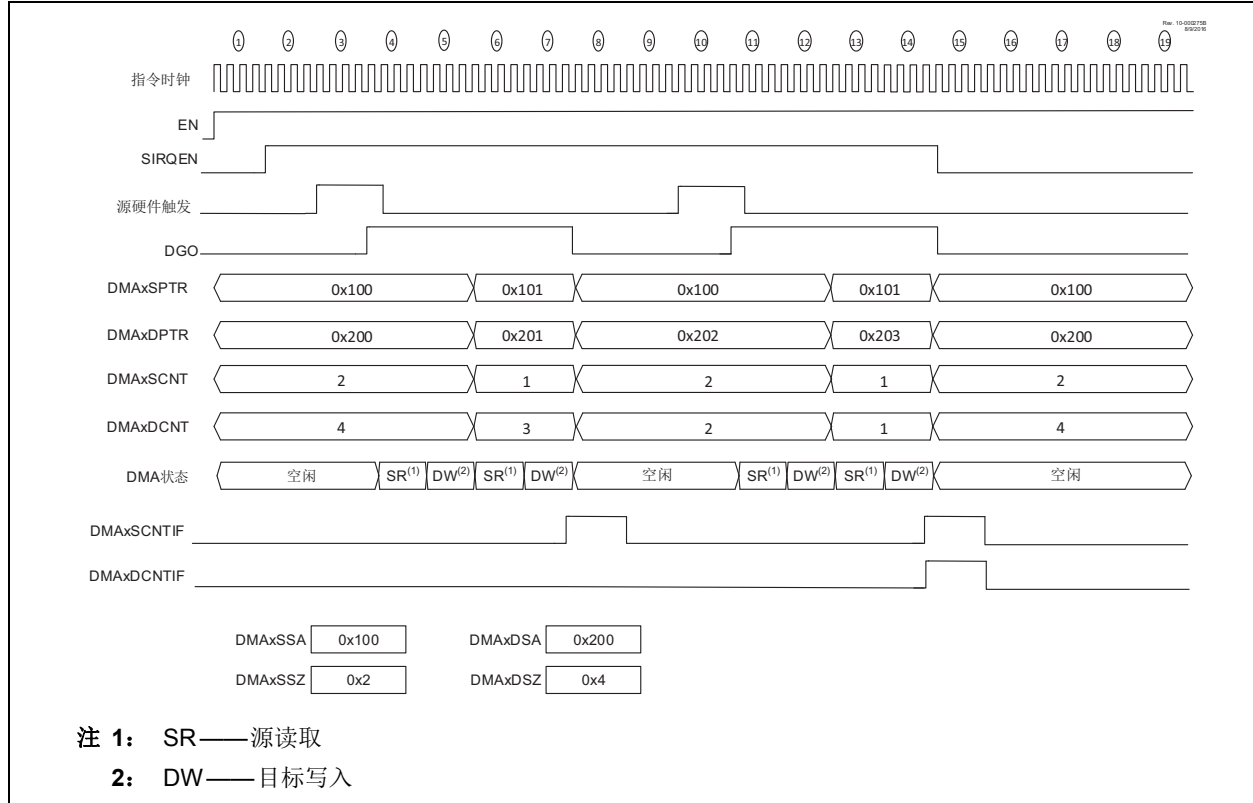 Rev. 10-000275B
8/9/2016
1 2 3 4 5 6 7 8 9 10 11 12 13 14 15 16 17 18 19
指令时钟
EN
SIRQEN
源硬件触发
DGO
DMAxSPTR 0x100 0x101 0x100 0x101 0x100
DMAxDPTR 0x200 0x201 0x202 0x203 0x200
DMAxSCNT 2 1 2 1 2
DMAxDCNT 4 3 2 1 4
DMA状态 空闲 SR(1) DW(2) SR(1) DW(2) 空闲 SR(1) DW(2) SR(1) DW(2) 空闲
DMAxSCNTIF
DMAxDCNTIF
DMAxSSA 0x100 DMAxDSA 0x200
DMAxSSZ 0x2 DMAxDSZ 0x4
注 1: SR——源读取
2: DW——目标写入